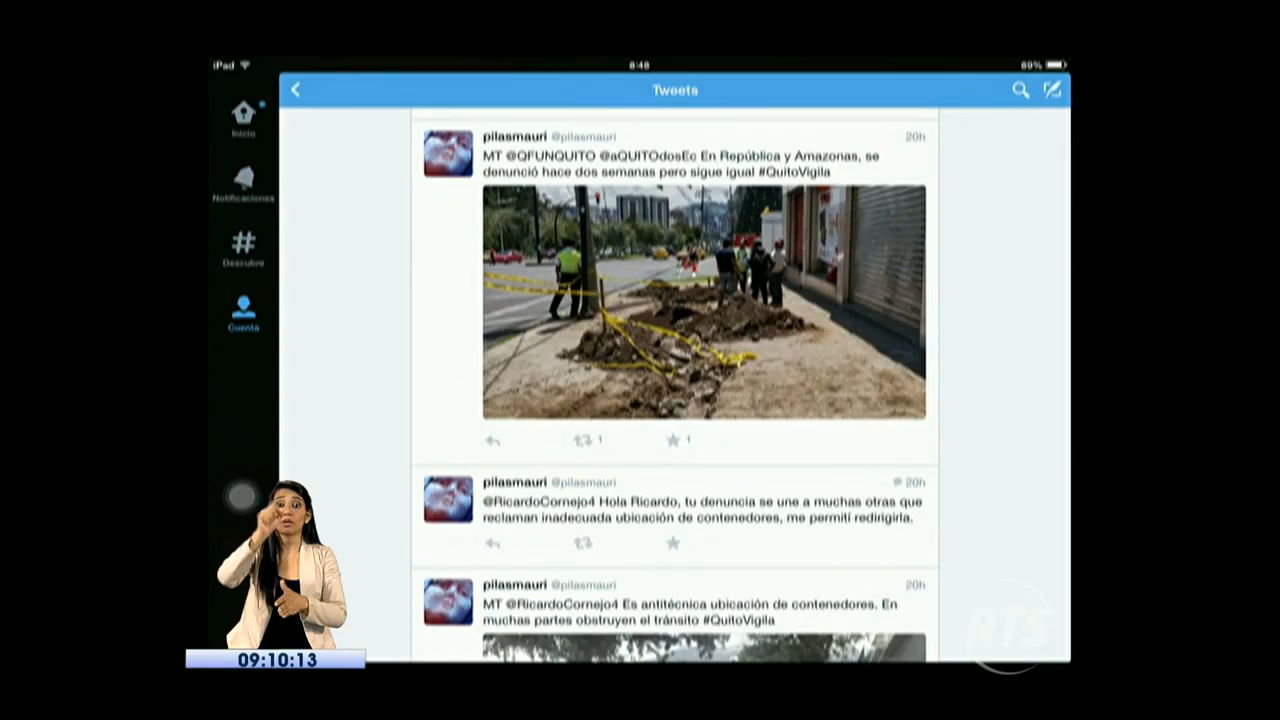 iPad
8:48
89%
Tweets
Inicio
Notificaciones
Descubre
Cuenta
pilasmauri @pilasmauri
20h
MT @QFUNQUITO @aQUITOdosEc En República y Amazonas, se
denunció hace dos semanas pero sigue igual #QuitoVigila
1
1
pilasmauri @pilasmauri
20h
@RicardoCornejo4 Hola Ricardo, tu denuncia se une a muchas otras que
reclaman inadecuada ubicación de contenedores, me permití redirigirla.
pilasmauri @pilasmauri
20h
MT @RicardoCornejo4 Es antitécnica ubicación de contenedores. En
muchas partes obstruyen el tránsito #QuitoVigila
RTS
09:10:13